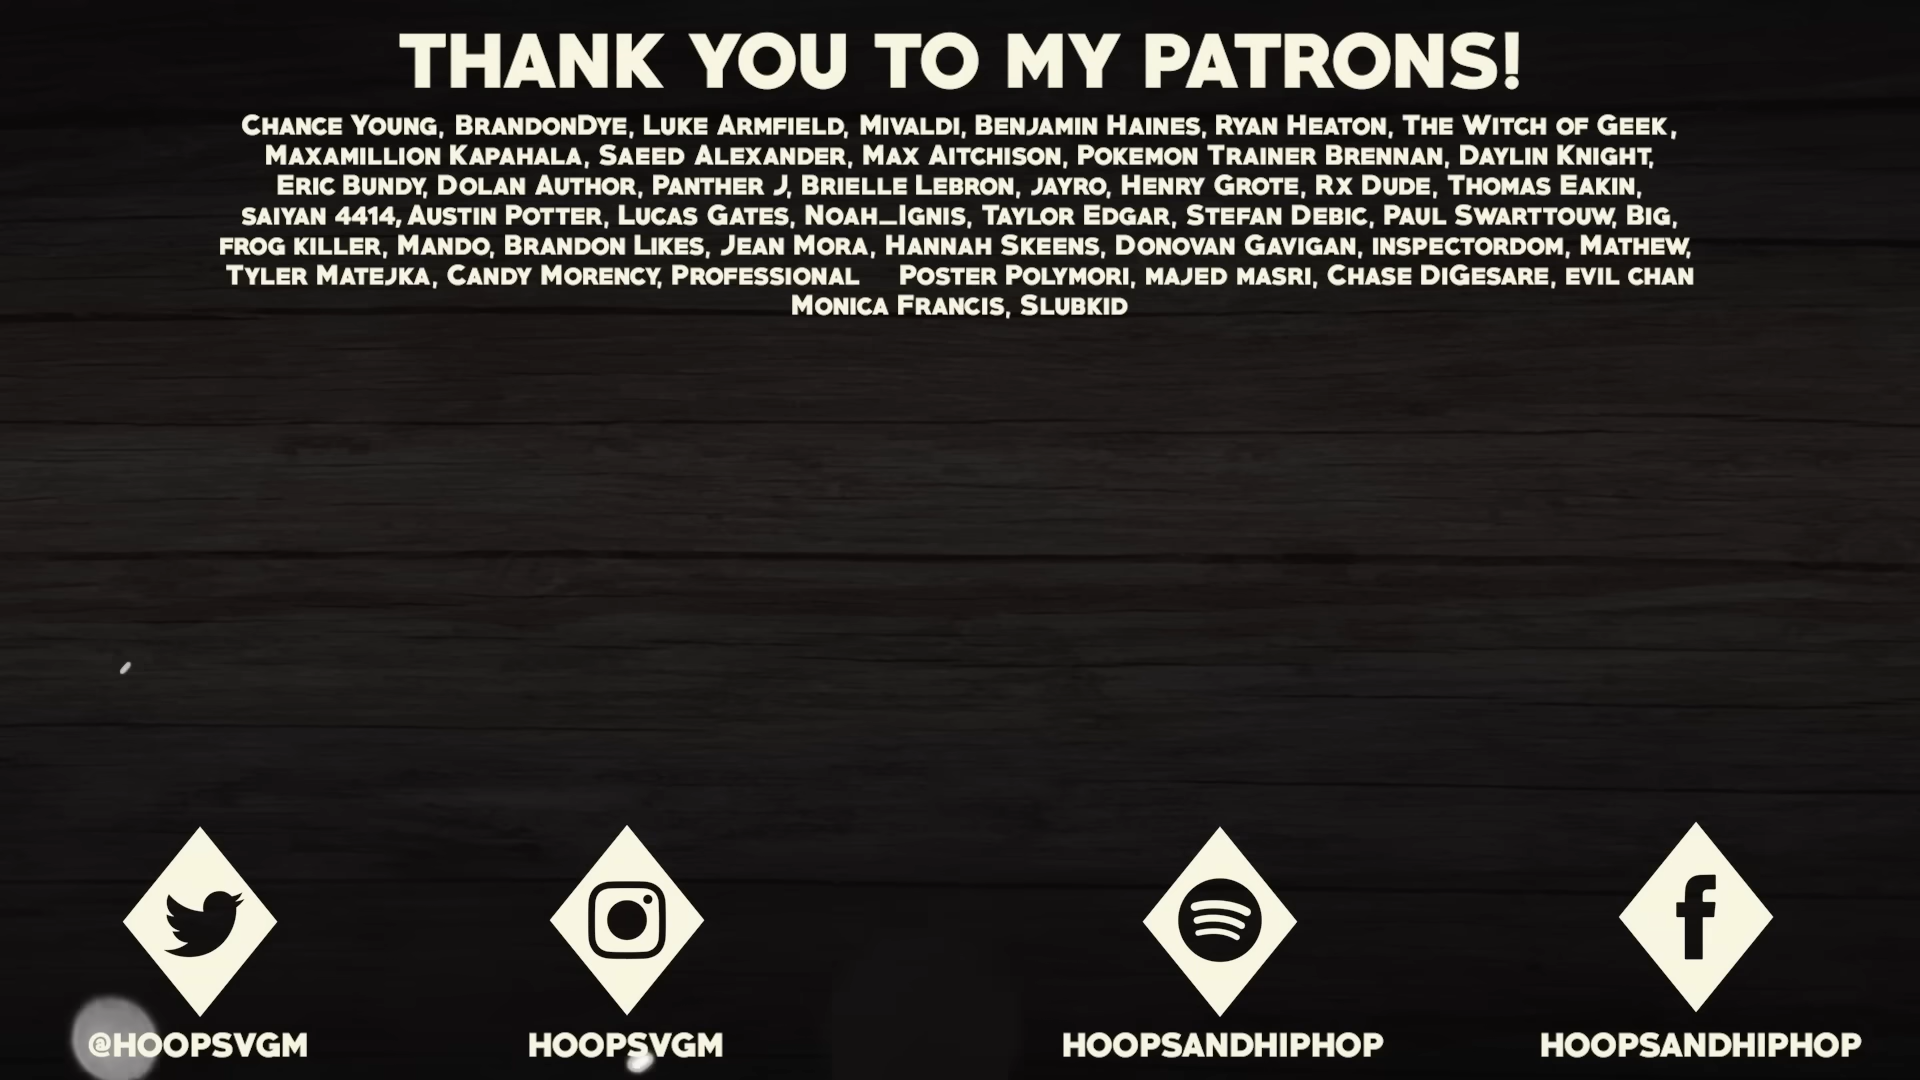 THANK YOU TO MY PATRONS!
Chance Young, BrandonDye, Luke Armfield, Mivaldi, Benjamin Haines, Ryan Heaton, The Witch of Geek,
Maxamillion Kapahala, Saeed Alexander, Max Aitchison, Pokemon Trainer Brennan, Daylin Knight,
Eric Bundy, Dolan Author, Panther J, Brielle Lebron, jayro, Henry Grote, Rx Dude, Thomas Eakin,
saiyan 4414, Austin Potter, Lucas Gates, Noah_Ignis, Taylor Edgar, Stefan Debic, Paul Swarttouw, Big,
frog killer, Mando, Brandon Likes, Jean Mora, Hannah Skeens, Donovan Gavigan, inspectordom, Mathew,
Tyler Matejka, Candy Morency, Professional Poster Polymori, majed masri, Chase DiGesare, evil chan
Monica Francis, Slubkid
@HOOPSVGM
HOOPSVGM
HOOPSANDHIPHOP
HOOPSANDHIPHOP